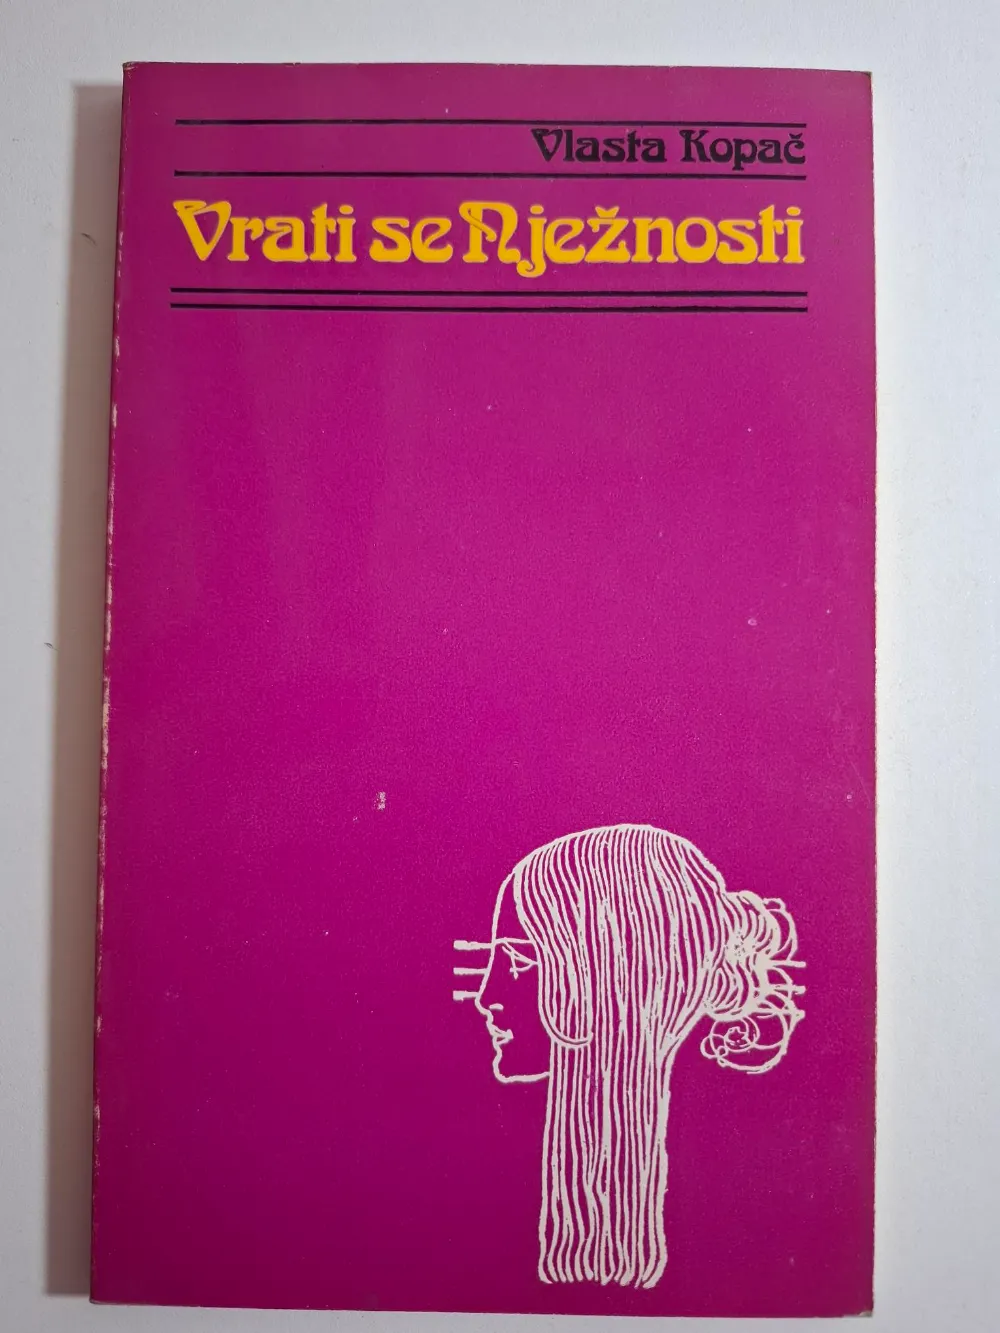 Vlasta Kopač
Vrati se Nježnosti